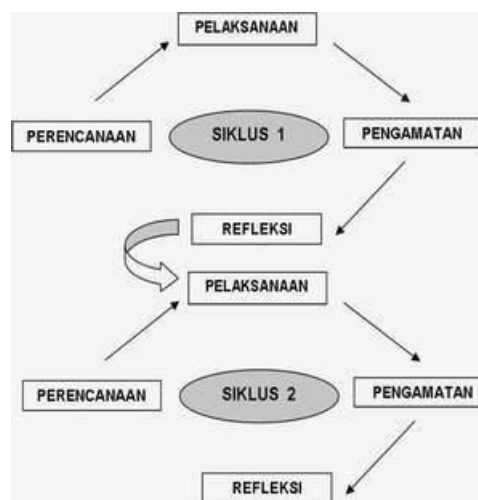 PELAKSANAAN
PERENCANAAN
SIKLUS 1
PENGAMATAN
REFLEKSI
PELAKSANAAN
PERENCANAAN
SIKLUS 2
PENGAMATAN
REFLEKSI